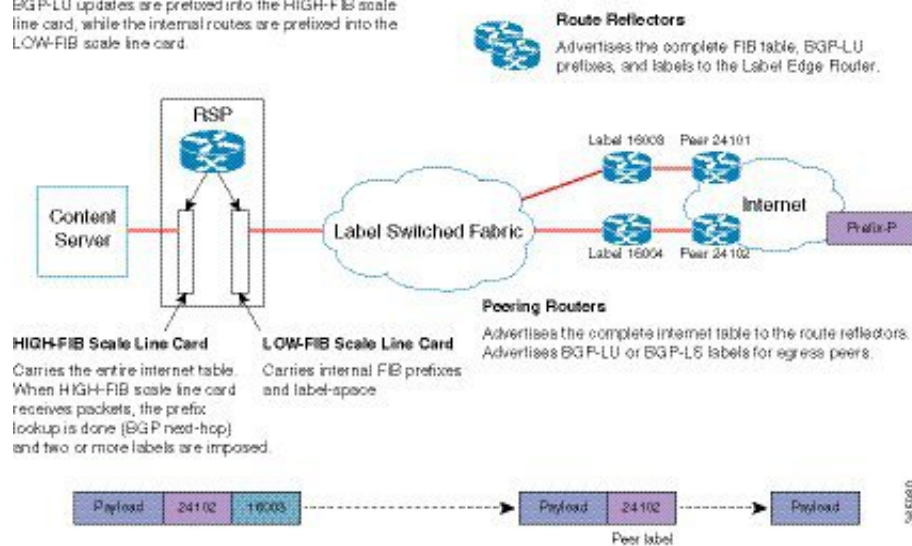 BGP-LU updates are prefixed into the HIGH-FIB scale
line card, while the internal routes are prefixed into the
LOW-FIB scale line card.
Route Reflectors
Advertises the complete FIB table, BGP-LU
prefixes, and labels to the Label Edge Router.
RSP
Label 16003 Peer 24101
Content
Server
Label Switched Fabric
Internet
Prefix-P
Label 16004 Peer 24102
Peering Routers
Advertises the complete internet table to the route reflectors.
Advertises BGP-LU or BGP-LS labels for egress peers.
HIGH-FIB Scale Line Card
Carries the entire internet table.
When HIGH-FIB scale line card
receives packets, the prefix
lookup is done (BGP next-hop)
and two or more labels are imposed.
LOW-FIB Scale Line Card
Carries internal FIB prefixes
and label-space
Payload 24102 16003
Payload 24102
Payload
Peer label